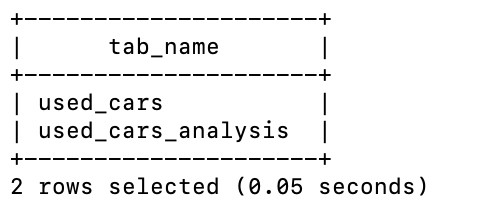 +----------------------+
|       tab_name       |
+----------------------+
| used_cars            |
| used_cars_analysis   |
+----------------------+
2 rows selected (0.05 seconds)